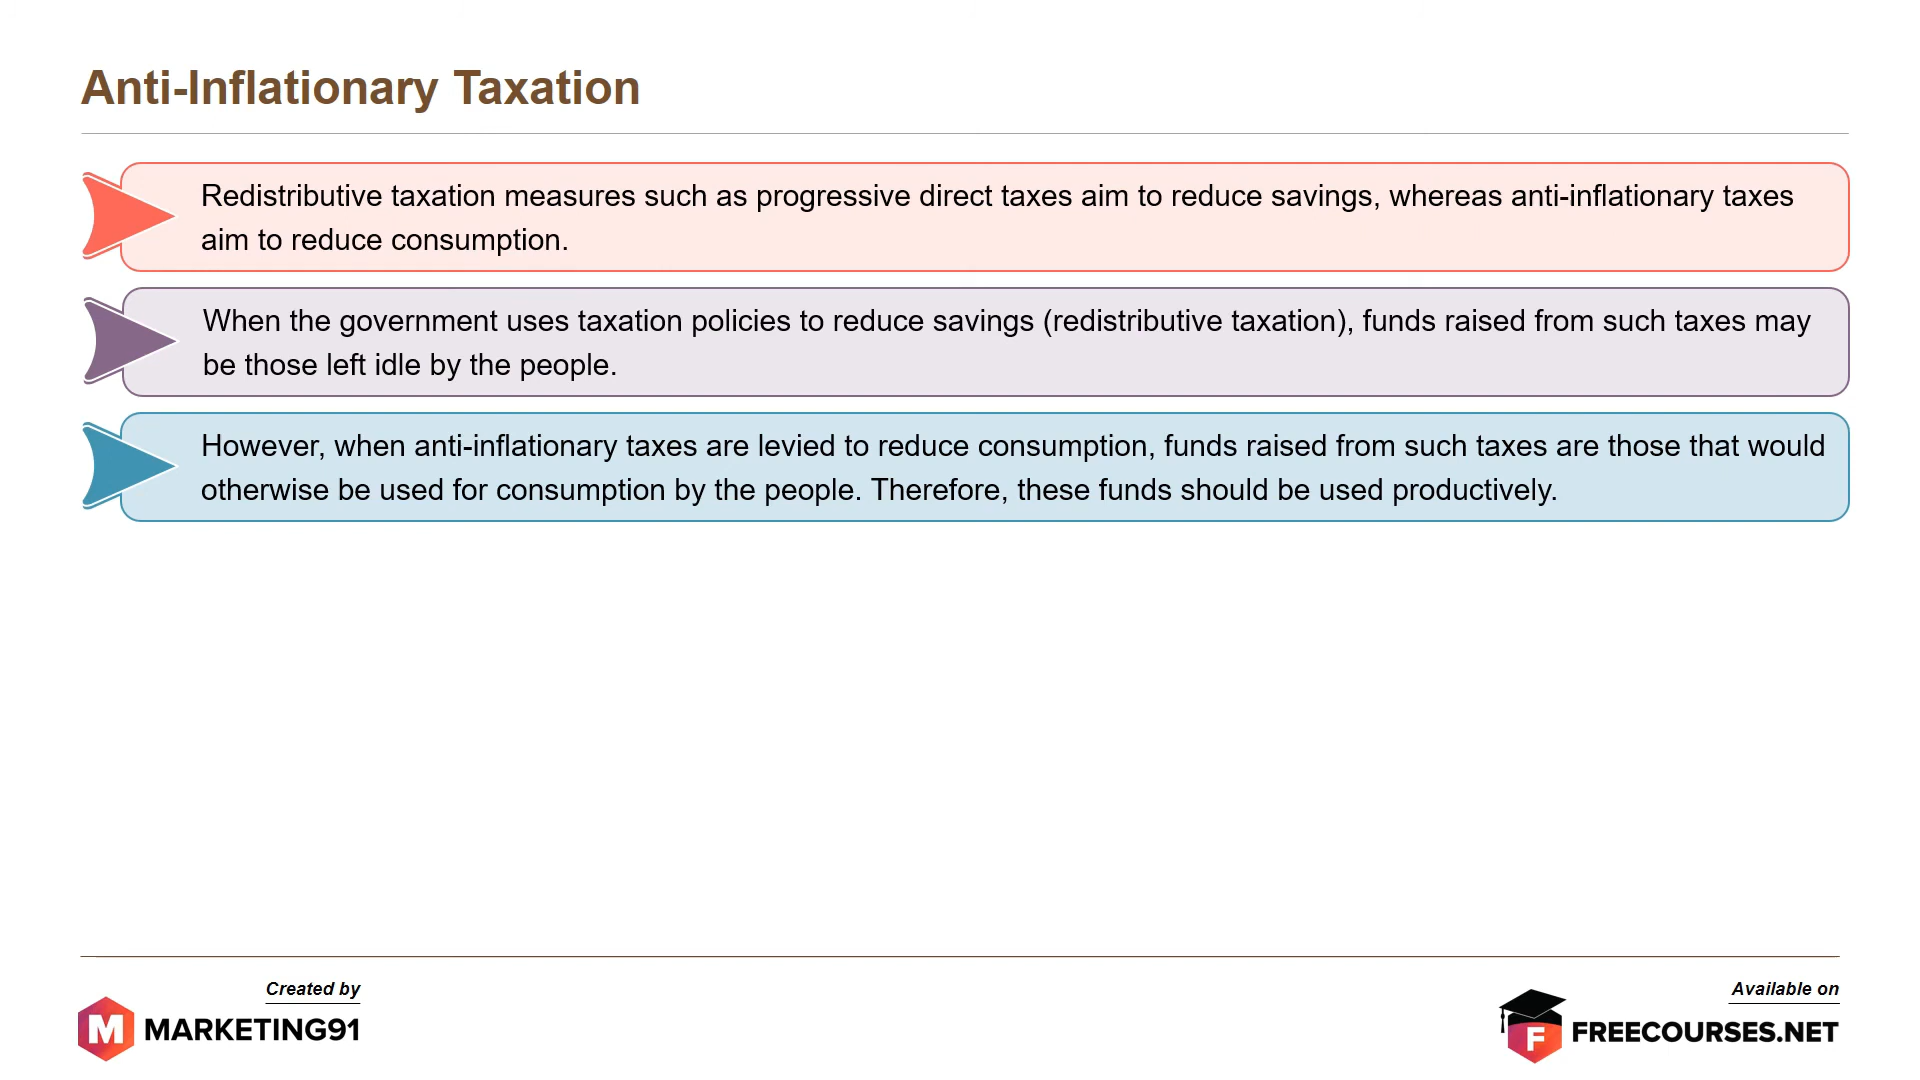 Anti-Inflationary Taxation
Redistributive taxation measures such as progressive direct taxes aim to reduce savings, whereas anti-inflationary taxes
aim to reduce consumption.
When the government uses taxation policies to reduce savings (redistributive taxation), funds raised from such taxes may
be those left idle by the people.
However, when anti-inflationary taxes are levied to reduce consumption, funds raised from such taxes are those that would
otherwise be used for consumption by the people. Therefore, these funds should be used productively.
Created by
M MARKETING91
Available on
F FREECOURSES.NET